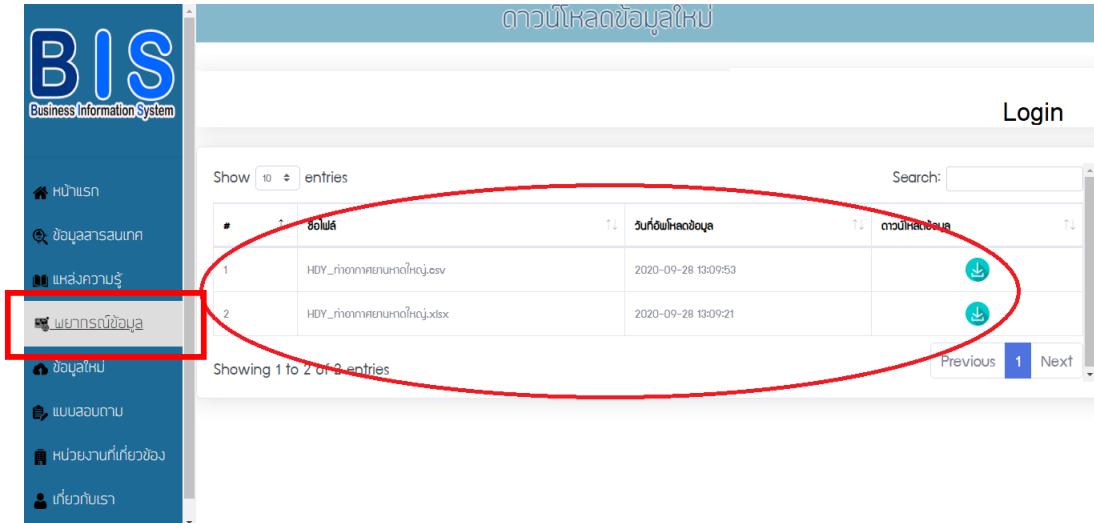 ดาวน์โหลดข้อมูลใหม่
BIS
Business Information System
Login
หน้าแรก
ข้อมูลสารสนเทศ
แหล่งความรู้
พยากรณ์ข้อมูล
ข้อมูลใหม่
แบบสอบถาม
หน่วยงานที่เกี่ยวข้อง
เกี่ยวกับเรา
Show 10 entries
Search:
# ชื่อไฟล์ วันที่อัพโหลดข้อมูล ดาวน์โหลดข้อมูล
1 HDY_ท่าอากาศยานหาดใหญ่.csv 2020-09-28 13:09:53
2 HDY_ท่าอากาศยานหาดใหญ่.xlsx 2020-09-28 13:09:21
Showing 1 to 2 of 2 entries
Previous 1 Next